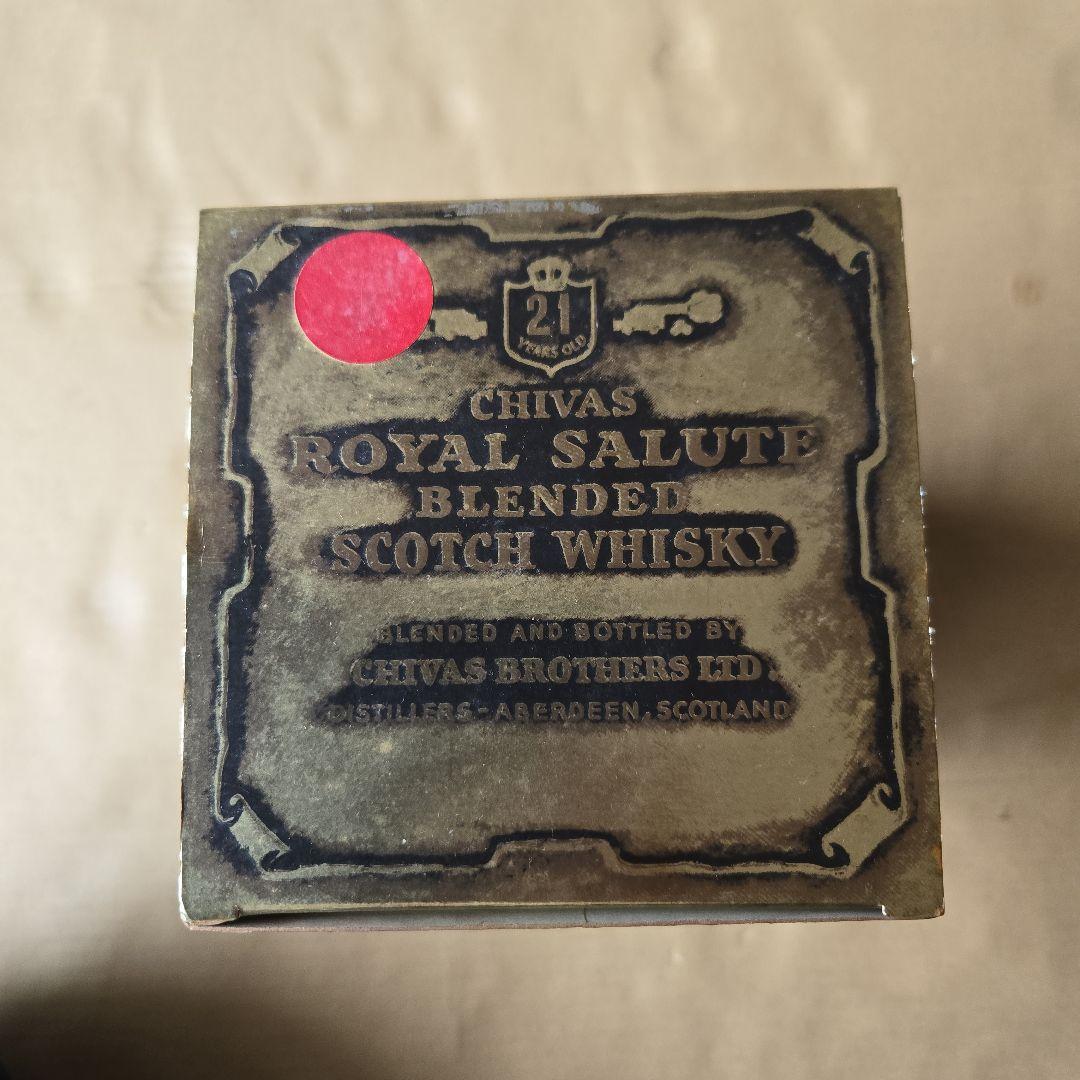 21
YEARS OLD
CHIVAS
ROYAL SALUTE
BLENDED
SCOTCH WHISKY
BLENDED AND BOTTLED BY
CHIVAS BROTHERS LTD.
DISTILLERS-ABERDEEN, SCOTLAND